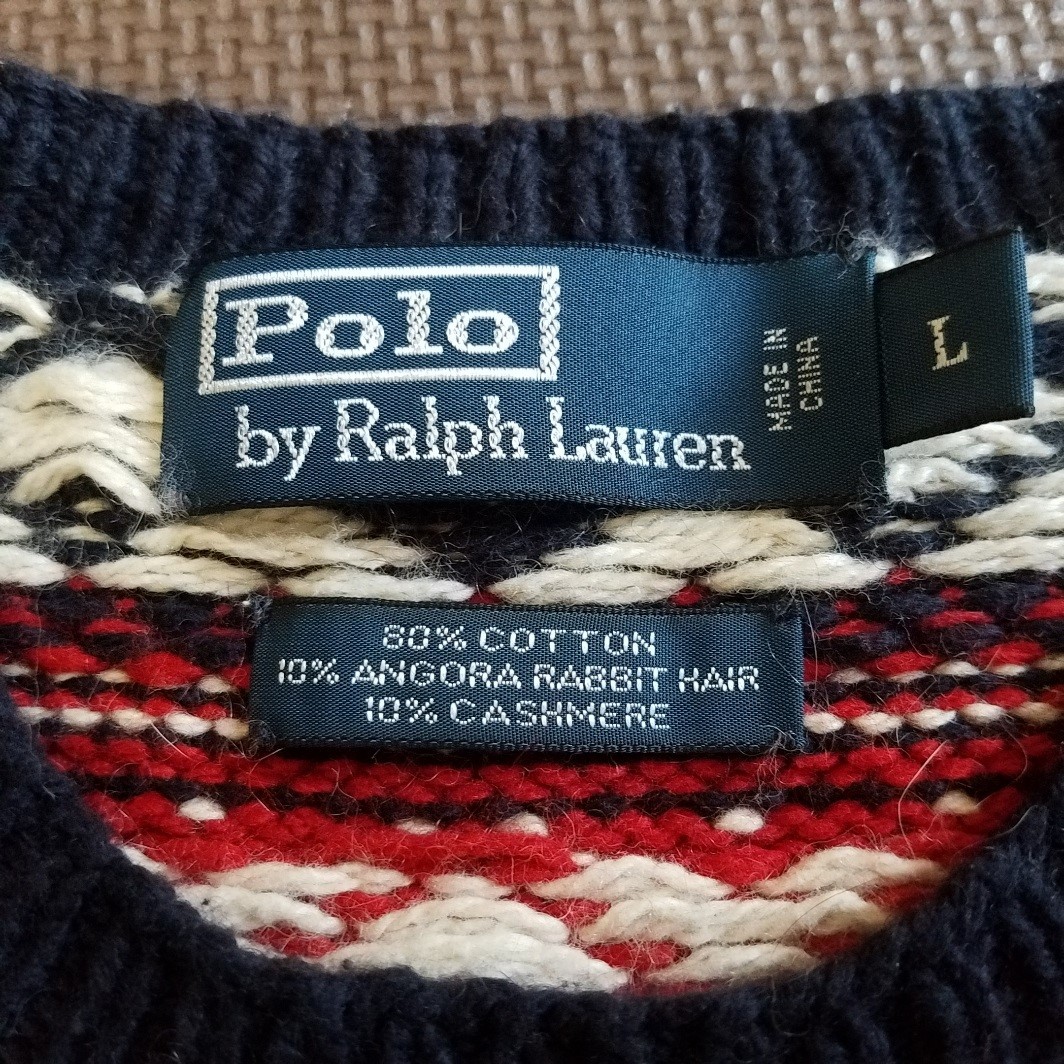 Polo
by Ralph Lauren
MADE IN
CHINA
L
80% COTTON
10% ANGORA RABBIT HAIR
10% CASHMERE